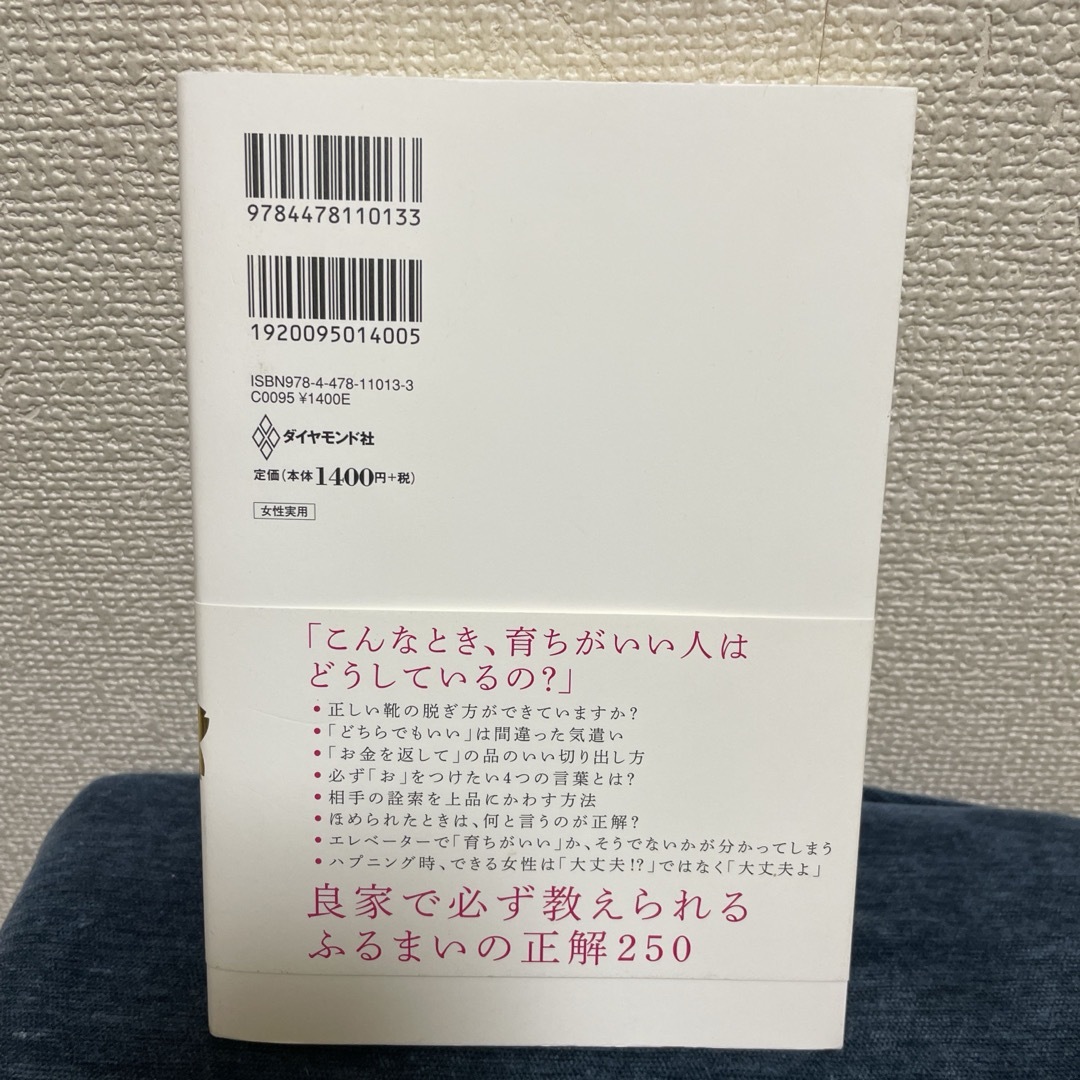 9784478110133
1920095014005
ISBN978-4-478-11013-3
C0095 ¥1400E
ダイヤモンド社
定価(本体1400円+税)
女性実用
「こんなとき、育ちがいい人は
どうしているの?」
• 正しい靴の脱ぎ方ができていますか?
• 「どちらでもいい」は間違った気遣い
• 「お金を返して」の品のいい切り出し方
• 必ず「お」をつけたい4つの言葉とは?
• 相手の詮索を上品にかわす方法
• ほめられたときは、何と言うのが正解?
• エレベーターで「育ちがいい」か、そうでないかが分かってしまう
• ハプニング時、できる女性は「大丈夫!?」ではなく「大丈夫よ」
良家で必ず教えられる
ふるまいの正解250